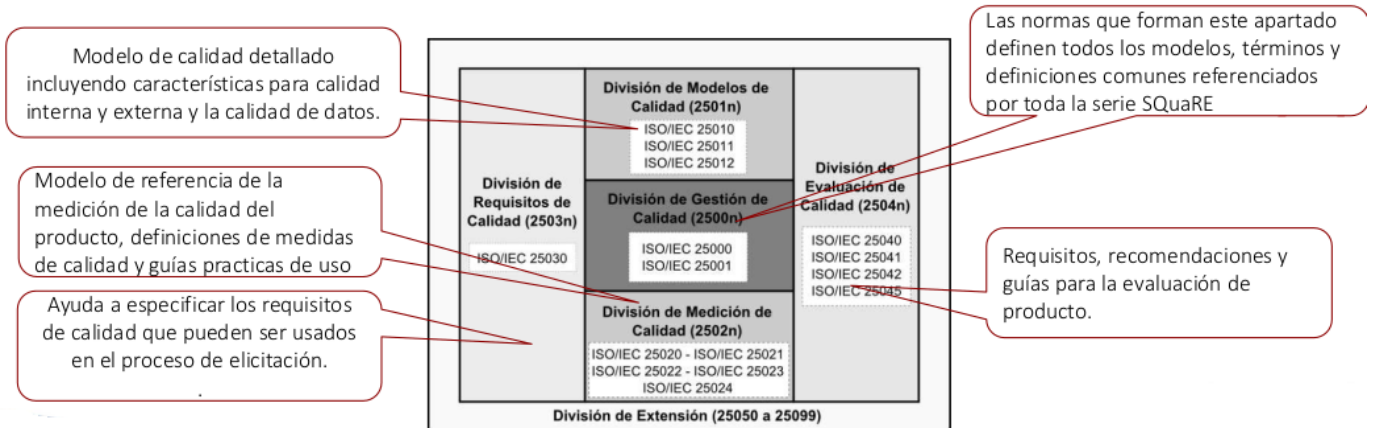 Modelo de calidad detallado
incluyendo características para calidad
interna y externa y la calidad de datos.
Modelo de referencia de la
medición de la calidad del
producto, definiciones de medidas
de calidad y guías practicas de uso
Ayuda a especificar los requisitos
de calidad que pueden ser usados
en el proceso de elicitación.
.
División de
Requisitos de
Calidad (2503n)
ISO/IEC 25030
División de Modelos de
Calidad (2501n)
ISO/IEC 25010
ISO/IEC 25011
ISO/IEC 25012
División de Gestión de
Calidad (2500n)
ISO/IEC 25000
ISO/IEC 25001
División de Medición de
Calidad (2502n)
ISO/IEC 25020 - ISO/IEC 25021
ISO/IEC 25022 - ISO/IEC 25023
ISO/IEC 25024
División de
Evaluación de
Calidad (2504n)
ISO/IEC 25040
ISO/IEC 25041
ISO/IEC 25042
ISO/IEC 25045
División de Extensión (25050 a 25099)
Las normas que forman este apartado
definen todos los modelos, términos y
definiciones comunes referenciados
por toda la serie SQuaRE
Requisitos, recomendaciones y
guías para la evaluación de
producto.